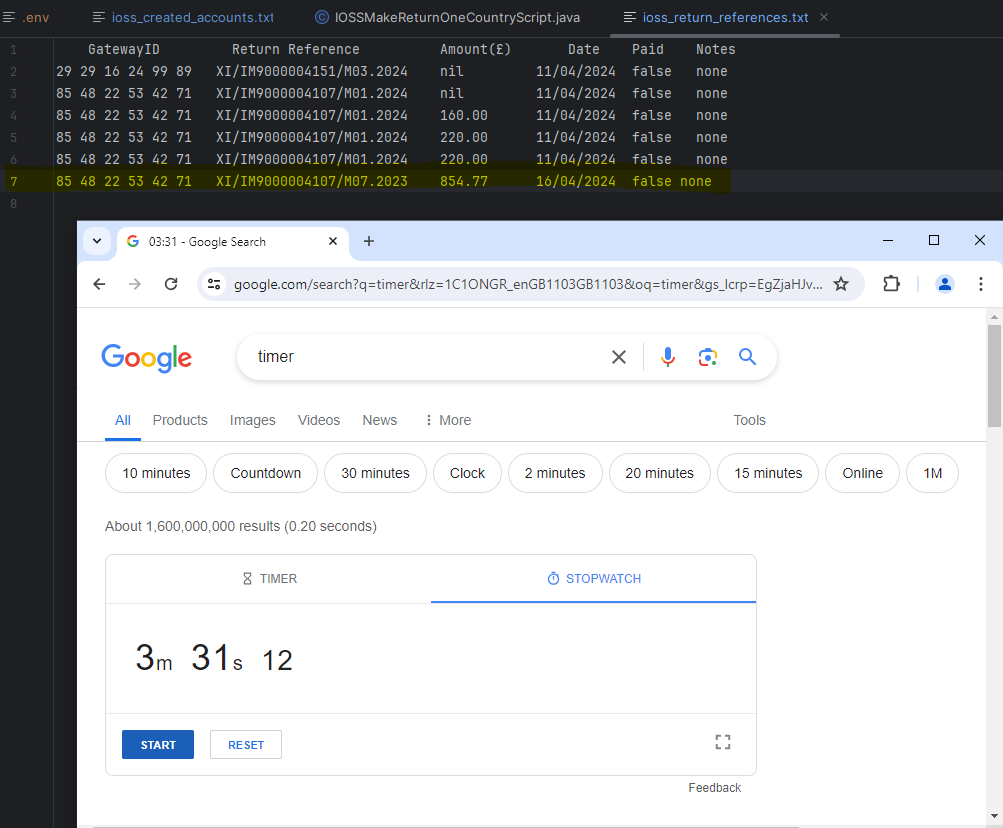 .env ioss_created_accounts.txt IOSSMakeReturnOneCountryScript.java ioss_return_references.txt
1 GatewayID Return Reference Amount(£) Date Paid Notes
2 29 29 16 24 99 89 XI/IM9000004151/M03.2024 nil 11/04/2024 false none
3 85 48 22 53 42 71 XI/IM9000004107/M01.2024 nil 11/04/2024 false none
4 85 48 22 53 42 71 XI/IM9000004107/M01.2024 160.00 11/04/2024 false none
5 85 48 22 53 42 71 XI/IM9000004107/M01.2024 220.00 11/04/2024 false none
6 85 48 22 53 42 71 XI/IM9000004107/M01.2024 220.00 11/04/2024 false none
7 85 48 22 53 42 71 XI/IM9000004107/M07.2023 854.77 16/04/2024 false none
8
03:31 - Google Search
google.com/search?q=timer&rlz=1C1ONGR_enGB1103GB1103&oq=timer&gs_lcrp=EgZjaHJv...
Google timer
All Products Images Videos News More Tools
10 minutes Countdown 30 minutes Clock 2 minutes 20 minutes 15 minutes Online 1M
About 1,600,000,000 results (0.20 seconds)
TIMER STOPWATCH
3m 31s 12
START RESET
Feedback